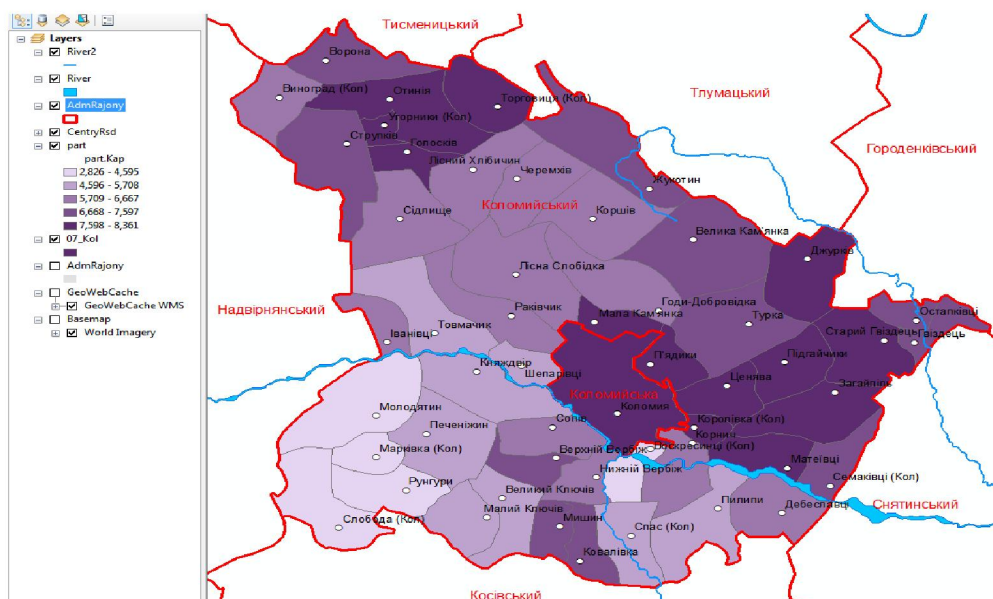 Layers
River2
River
AdmRajony
CentryRsd
part
part.Kap
2,826 - 4,595
4,596 - 5,708
5,709 - 6,667
6,668 - 7,597
7,598 - 8,361
07_Kol
AdmRajony
GeoWebCache
GeoWebCache WMS
Basemap
World Imagery
Тисменицький
Ворона
Виноград (Кол)
Отинія
Торговиця (Кол)
Тлумацький
Угорники (Кол)
Струпків
Голосків
Городенківський
Лісний Хлібичин
Черемхів
Жукотин
Коломийський
Сідлище
Коршів
Велика Кам'янка
Джурків
Лісна Слобідка
Надвірнянський
Раківчик
Годи-Добровідка
Мала Кам'янка
Турка
Остапківці
Товмачик
Іванівці
Старий Гвіздець
Гвіздець
П'ядики
Підгайчики
Княждвір
Шепарівці
Ценява
Загайпіль
Коломийська
Молодятин
Коломия
Печеніжин
Сопів
Королівка (Кол)
Корнич
Марківка (Кол)
Верхній Вербіж
Воскресинці (Кол)
Нижній Вербіж
Матеївці
Семаківці (Кол)
Рунгури
Великий Ключів
Пилипи
Снятинський
Малий Ключів
Дебеславці
Слобода (Кол)
Мишин
Спас (Кол)
Ковалівка
Косівський